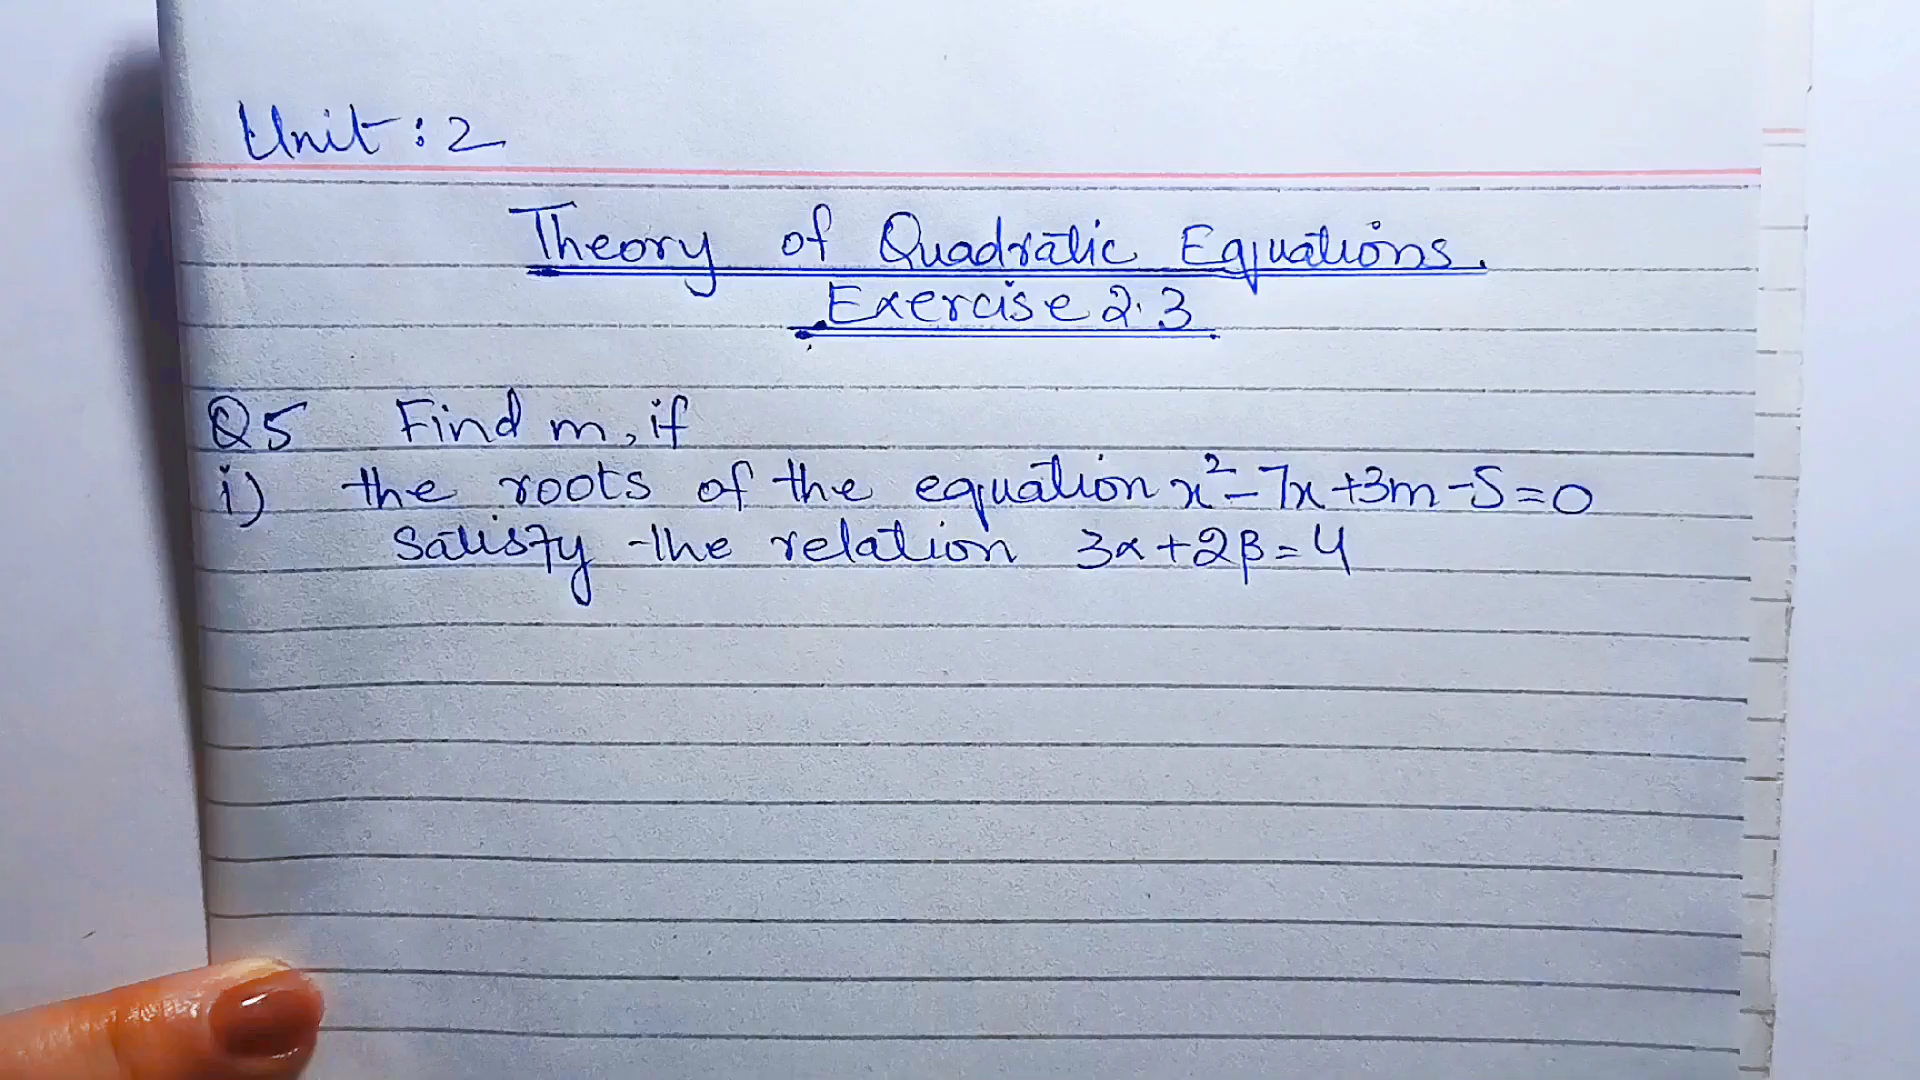 Unit : 2
Theory of Quadratic Equations.
Exercise 2.3
Q5 Find m, if
i) the roots of the equation x² - 7x + 3m - 5 = 0
satisfy the relation 3α + 2β = 4